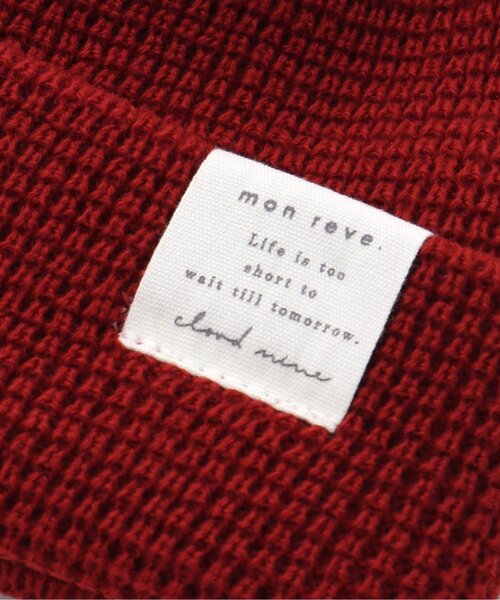 mon reve.
Life is too
short to
wait till tomorrow.
cloud nine